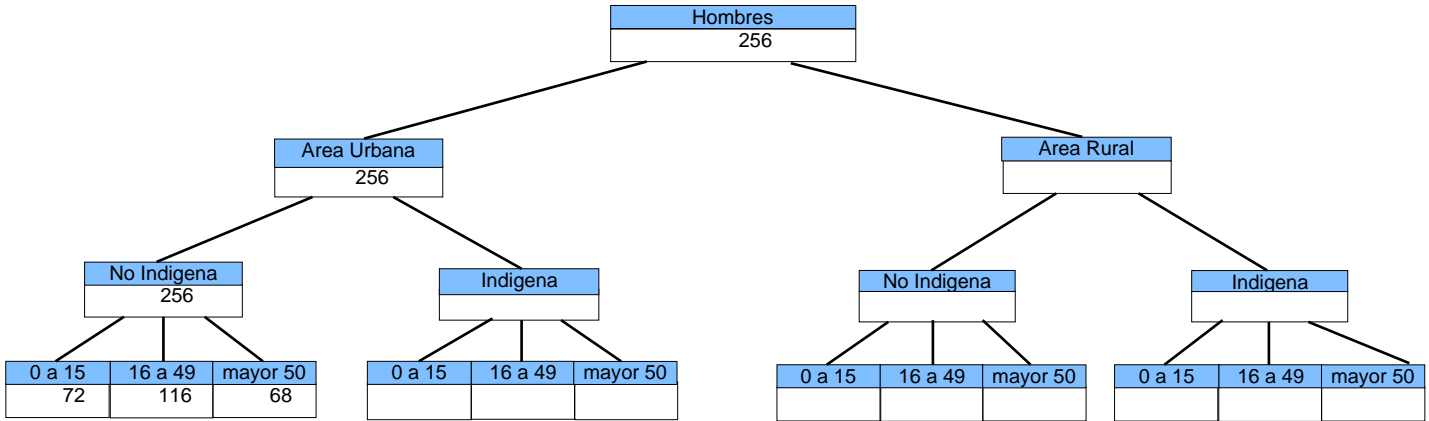 Hombres
256
Area Urbana
256
Area Rural
No Indigena
256
Indigena
No Indigena
Indigena
0 a 15 16 a 49 mayor 50
72 116 68
0 a 15 16 a 49 mayor 50
0 a 15 16 a 49 mayor 50
0 a 15 16 a 49 mayor 50